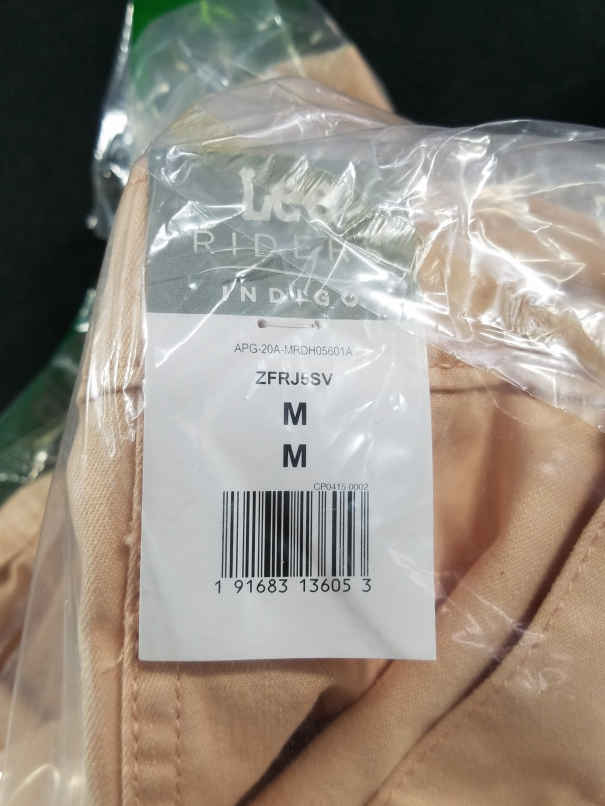 Lee
RIDERS
INDIGO
APG-20A-MRDH05601A
ZFRJ5SV
M
M
CP0415 0002
1 91683 13605 3